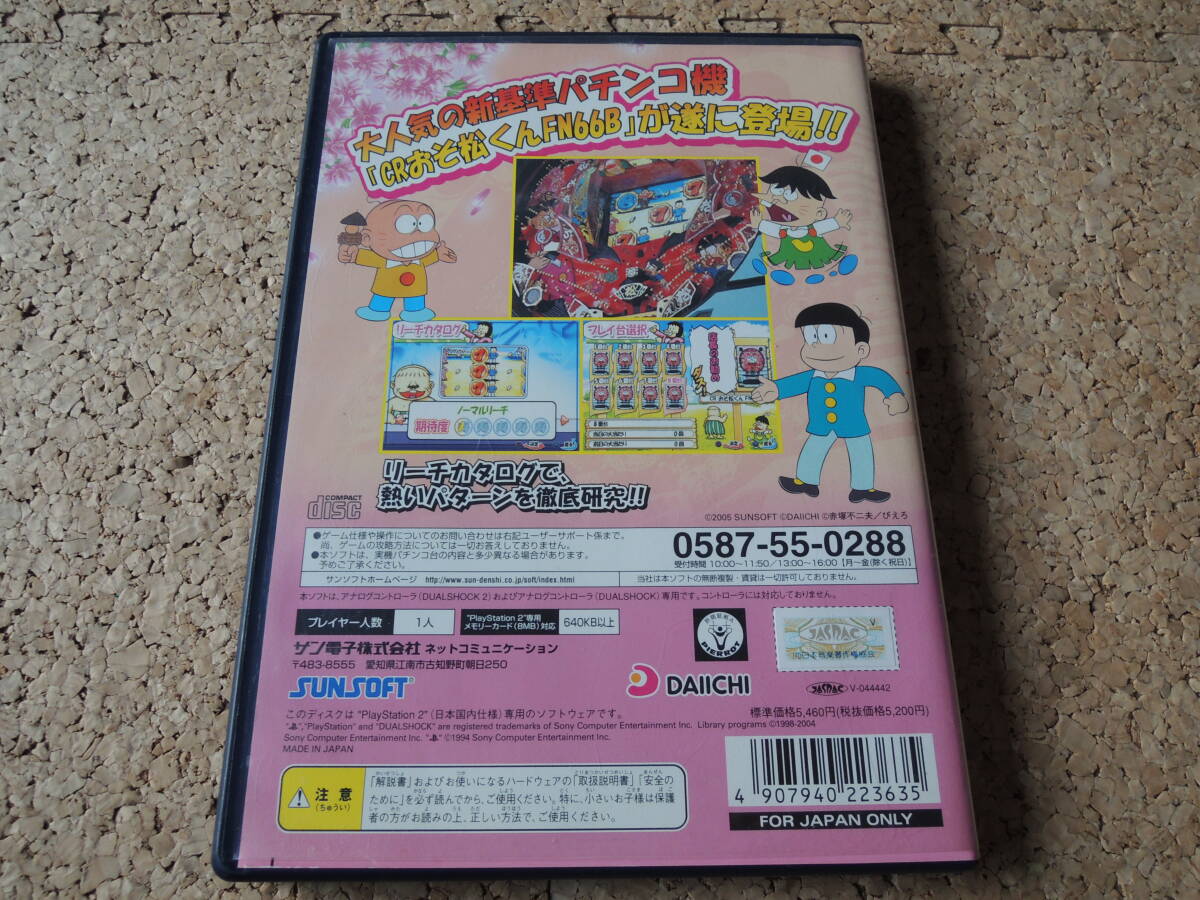 大人気の新基準パチンコ機
「CRおそ松くんFN66B」が遂に登場!!
リーチカタログ
ノーマルリーチ
期待度
プレイ台選択
CR おそ松くん FN
リーチカタログで、
熱いパターンを徹底研究!!
COMPACT
disc
©2005 SUNSOFT ©DAIICHI ©赤塚不二夫/ぴえろ
●ゲーム仕様や操作についてのお問い合わせは右記ユーザーサポート係まで。
尚、ゲームの攻略方法については一切お答えしておりません。
●本ソフトは、実機パチンコ台の内容と多少異なる場合があります。
予めご了承ください。
0587-55-0288
受付時間 10:00〜11:50/13:00〜16:00【月〜金(除く祝日)】
サンソフトホームページ http://www.sun-denshi.co.jp/soft/index.html
当社は本ソフトの無断複製・賃貸は一切許可しておりません。
本ソフトは、アナログコントローラ(DUALSHOCK 2)およびアナログコントローラ(DUALSHOCK)専用です。コントローラには対応しておりません。
プレイヤー人数 1人
"PlayStation 2"専用
メモリーカード(8MB)対応
640KB以上
PIERROT
JASRAC
V
サン電子株式会社 ネットコミュニケーション
〒483-8555 愛知県江南市古知野町朝日250
SUNSOFT
DAIICHI
JASRAC V-044442
このディスクは "PlayStation 2"(日本国内仕様)専用のソフトウェアです。
標準価格5,460円(税抜価格5,200円)
" ","PlayStation" and "DUALSHOCK" are registered trademarks of Sony Computer Entertainment Inc. Library programs ©1998-2004
Sony Computer Entertainment Inc. " " ©1994 Sony Computer Entertainment Inc.
MADE IN JAPAN
注意
(ちゅうい)
「解説書」およびお使いになるハードウェアの「取扱説明書」「安全の
ために」を必ず読んでから、ご使用ください。特に、小さいお子様は保護
者の方がお読みの上、正しい方法で、ご使用ください。
4 907940 223635
FOR JAPAN ONLY